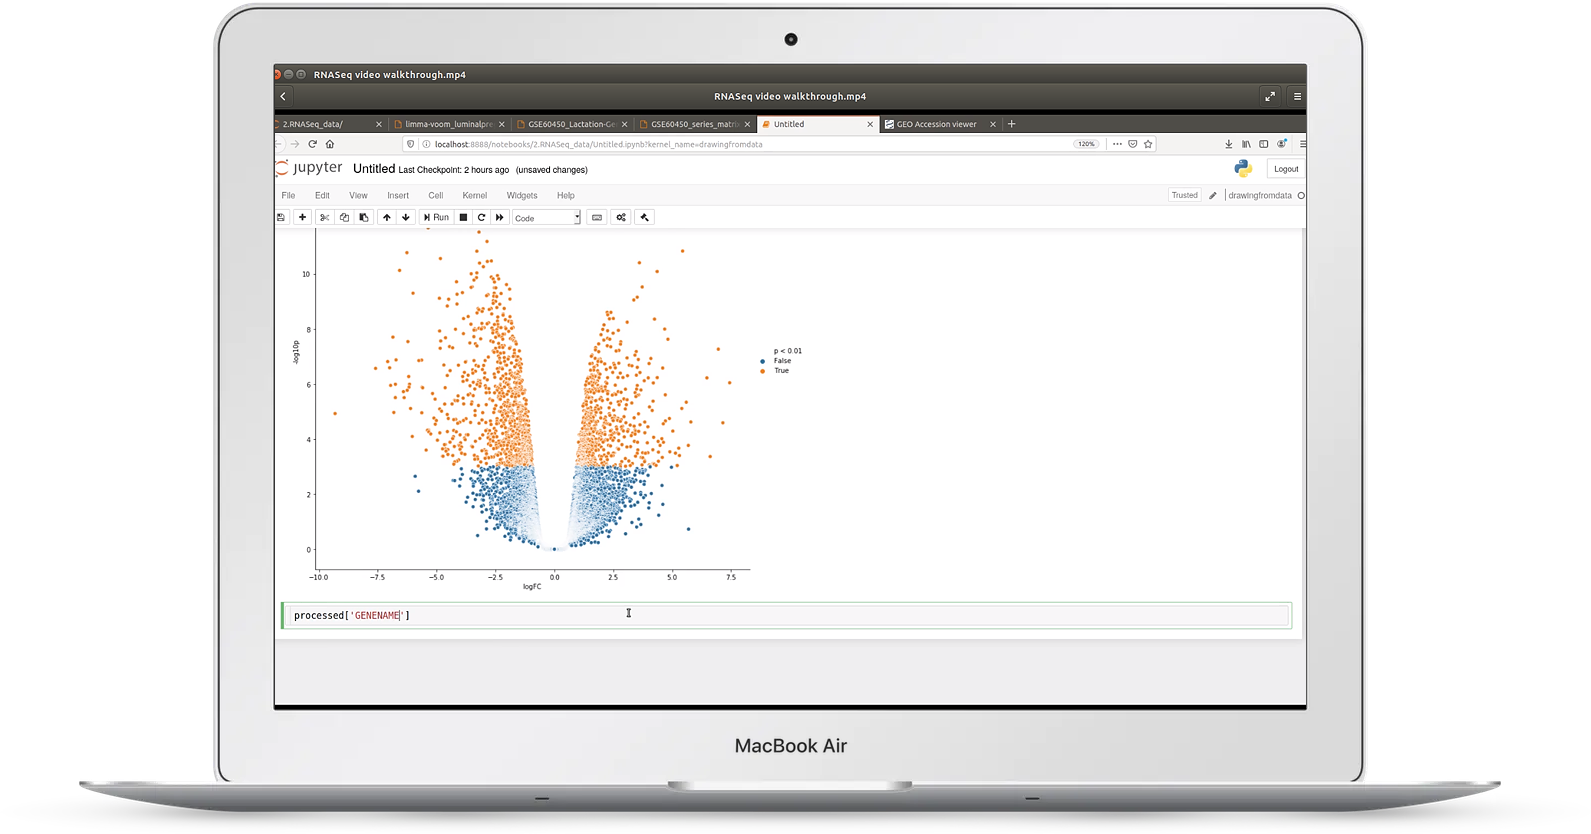 RNASeq video walkthrough.mp4
RNASeq video walkthrough.mp4
2.RNASeq_data/
limma-voom_luminalpre
GSE60450_Lactation-Ge
GSE60450_series_matri
Untitled
GEO Accession viewer
localhost:8888/notebooks/2.RNASeq_data/Untitled.ipynb?kernel_name=drawingfromdata
120%
jupyter Untitled Last Checkpoint: 2 hours ago (unsaved changes)
Logout
File Edit View Insert Cell Kernel Widgets Help
Trusted
drawingfromdata
Run
Code
10
8
6
4
2
0
-log10p
p < 0.01
False
True
−10.0 −7.5 −5.0 −2.5 0.0 2.5 5.0 7.5
logFC
processed['GENENAME']
MacBook Air